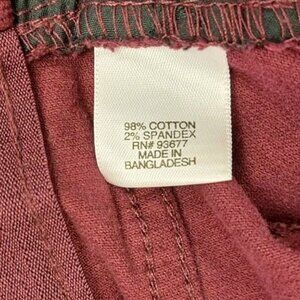 98% COTTON
2% SPANDEX
RN# 93677
MADE IN
BANGLADESH